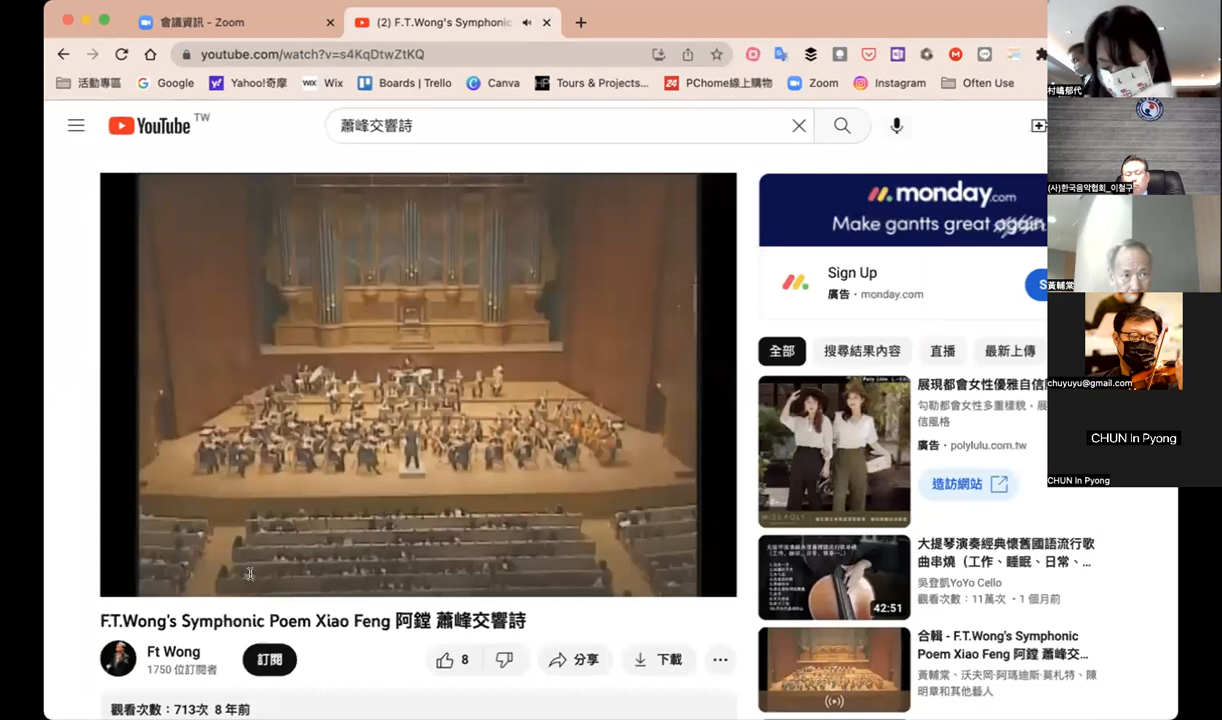 會議資訊 - Zoom
(2) F.T.Wong's Symphonic
youtube.com/watch?v=s4KqDtwZtKQ
活動專區
Google
Yahoo!奇摩
Wix
Boards | Trello
Canva
Tours & Projects...
PChome線上購物
Zoom
Instagram
Often Use
YouTube TW
蕭峰交響詩
monday.com
Make gantts great again
Sign Up
廣告・monday.com
全部
搜尋結果內容
直播
最新上傳
展現都會女性優雅自信
勾勒都會女性多重樣貌・展
信風格
廣告・polylulu.com.tw
造訪網站
MISS POLY
大提琴演奏經典懷舊國語流行歌
曲串燒（工作、睡眠、日常、...
吳登凱YoYo Cello
觀看次數：11萬次 ・1 個月前
42:51
合輯 - F.T.Wong's Symphonic
Poem Xiao Feng 阿鏜 蕭峰交...
黃輔棠、沃夫岡·阿瑪迪斯·莫札特、陳
明章和其他藝人
F.T.Wong's Symphonic Poem Xiao Feng 阿鏜 蕭峰交響詩
Ft Wong
1750 位訂閱者
訂閱
8
分享
下載
觀看次數：713次 8 年前
村嶋郁代
(사)한국음악협회_이철구
黃輔棠
chuyuyu@gmail.com
CHUN In Pyong
CHUN In Pyong